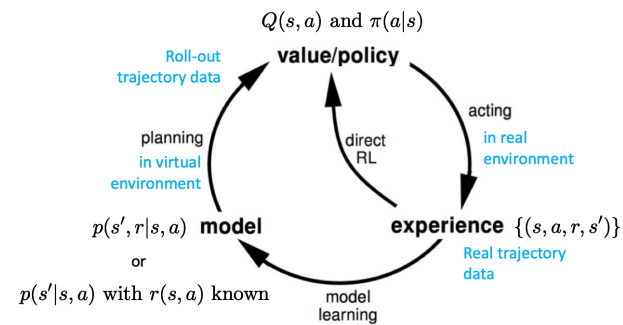 Q(s, a) and π(a|s)
value/policy
Roll-out
trajectory data
acting
in real
environment
planning
in virtual
environment
direct
RL
p(s′, r|s, a) model
experience {(s, a, r, s′)}
or
Real trajectory
data
p(s′|s, a) with r(s, a) known
model
learning